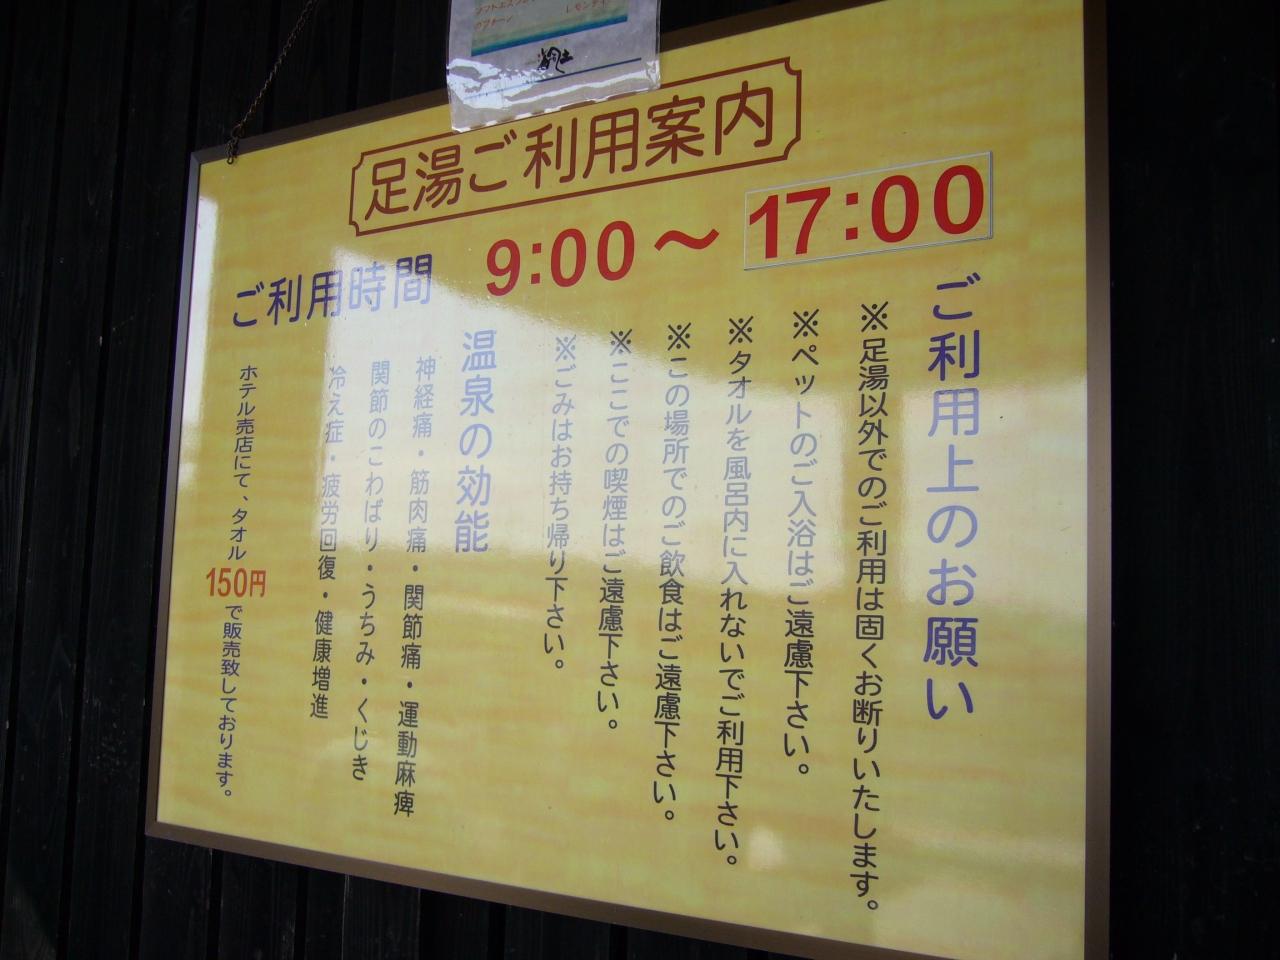 足湯ご利用案内
ご利用時間 9:00～17:00
ご利用上のお願い
※足湯以外でのご利用は固くお断りいたします。
※ペットのご入浴はご遠慮下さい。
※タオルを風呂内に入れないでご利用下さい。
※この場所でのご飲食はご遠慮下さい。
※ここでの喫煙はご遠慮下さい。
※ごみはお持ち帰り下さい。
温泉の効能
神経痛・筋肉痛・関節痛・運動麻痺
関節のこわばり・うちみ・くじき
冷え症・疲労回復・健康増進
ホテル売店にて、タオル150円で販売致しております。